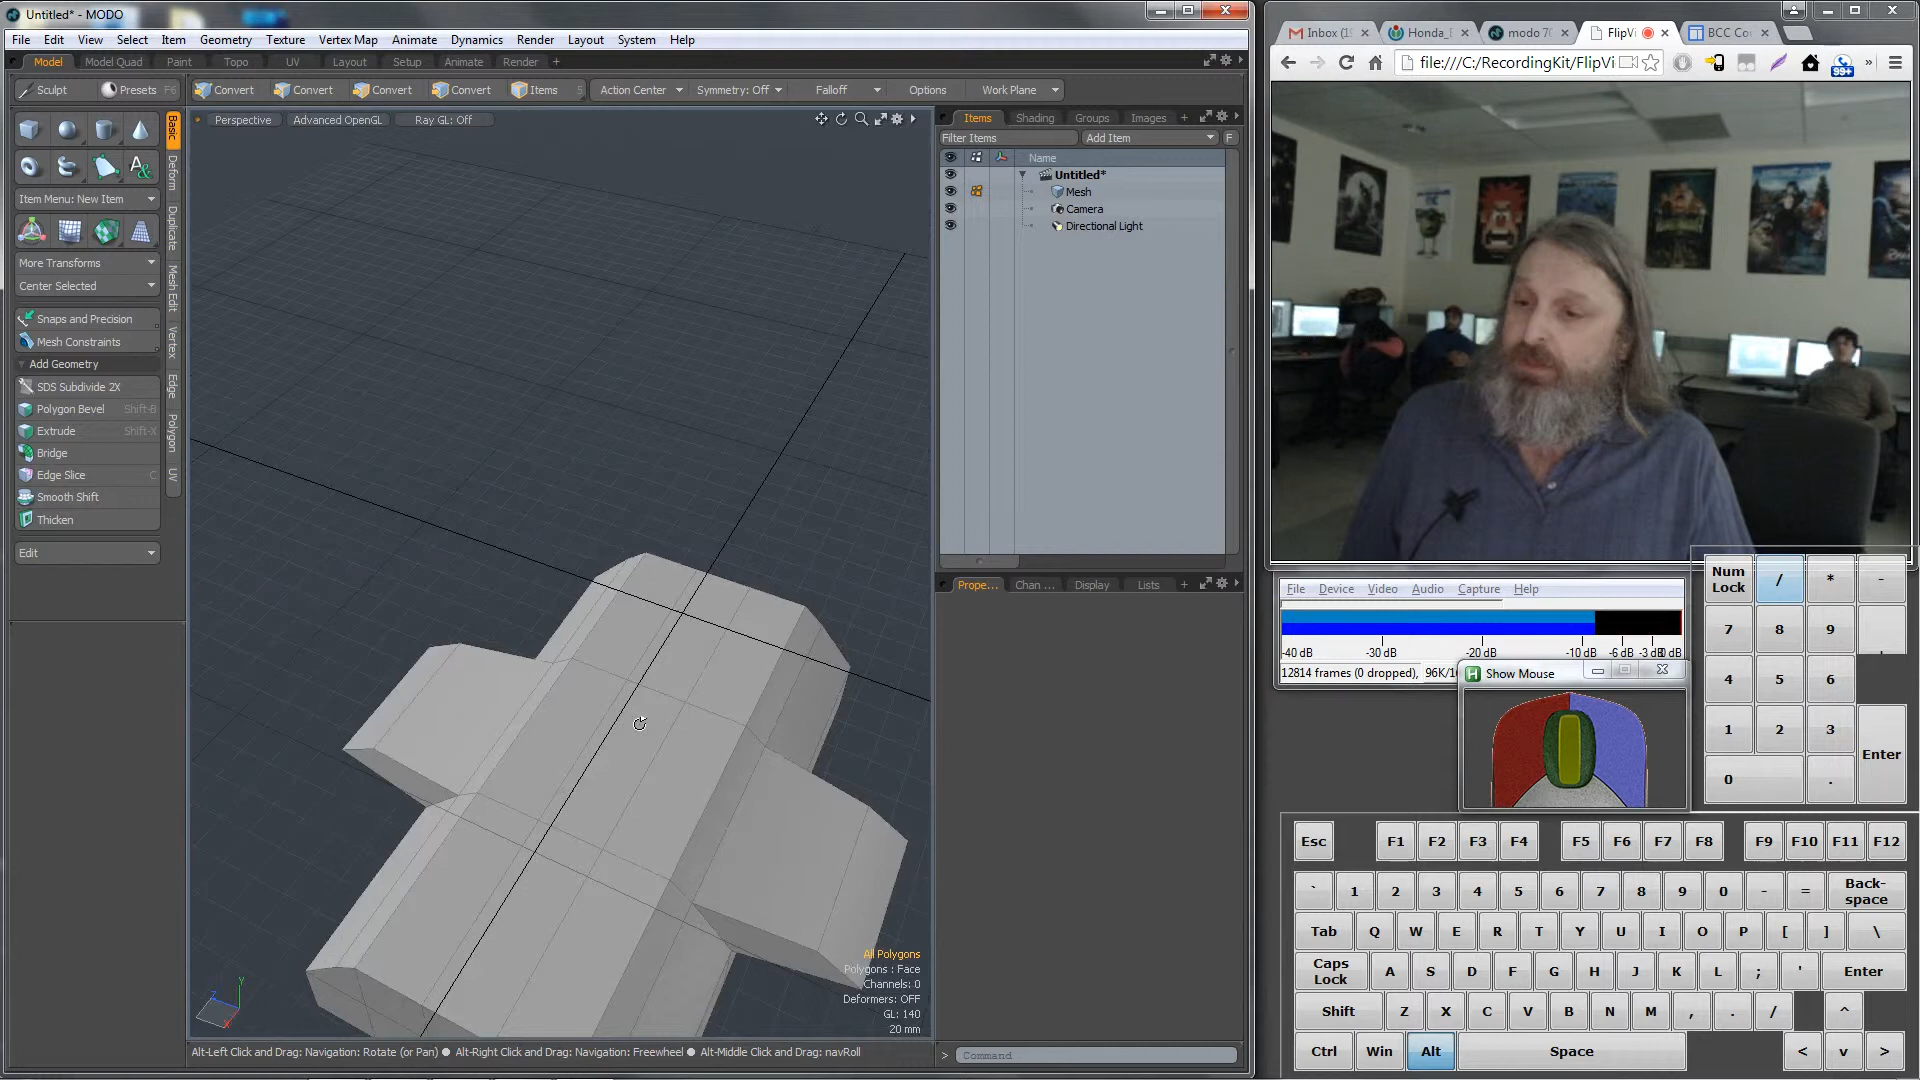 Untitled* - MODO
File Edit View Select Item Geometry Texture Vertex Map Animate Dynamics Render Layout System Help
Model Model Quad Paint Topo UV Layout Setup Animate Render +
Sculpt Presets F6 Convert Convert Convert Convert Items 5 Action Center Symmetry: Off Falloff Options Work Plane
Basic
Deform
Duplicate
Mesh Edit
Vertex
Edge
Polygon
UV
Item Menu: New Item
More Transforms
Center Selected
Snaps and Precision
Mesh Constraints
Add Geometry
SDS Subdivide 2X
Polygon Bevel Shift-B
Extrude Shift-X
Bridge
Edge Slice C
Smooth Shift
Thicken
Edit
Perspective Advanced OpenGL Ray GL: Off
All Polygons
Polygons : Face
Channels: 0
Deformers: OFF
GL: 140
20 mm
Y
Z
X
Alt-Left Click and Drag: Navigation: Rotate (or Pan) ● Alt-Right Click and Drag: Navigation: Freewheel ● Alt-Middle Click and Drag: navRoll
Items Shading Groups Images +
Filter Items Add Item F
Name
Untitled*
Mesh
Camera
Directional Light
Prope... Chan ... Display Lists +
> Command
Inbox (1 Honda_ modo 70 FlipVi BCC Co
file:///C:/RecordingKit/FlipVi 99+ »
File Device Video Audio Capture Help
-40 dB -30 dB -20 dB -10 dB -6 dB
12814 frames (0 dropped), 96K/1
Show Mouse
Num Lock / * -
7 8 9
4 5 6
1 2 3 Enter
0 .
Esc F1 F2 F3 F4 F5 F6 F7 F8 F9 F10 F11 F12
` 1 2 3 4 5 6 7 8 9 0 - = Back-space
Tab Q W E R T Y U I O P [ ] \
Caps Lock A S D F G H J K L ; ' Enter
Shift Z X C V B N M , . / ^
Ctrl Win Alt Space < v >